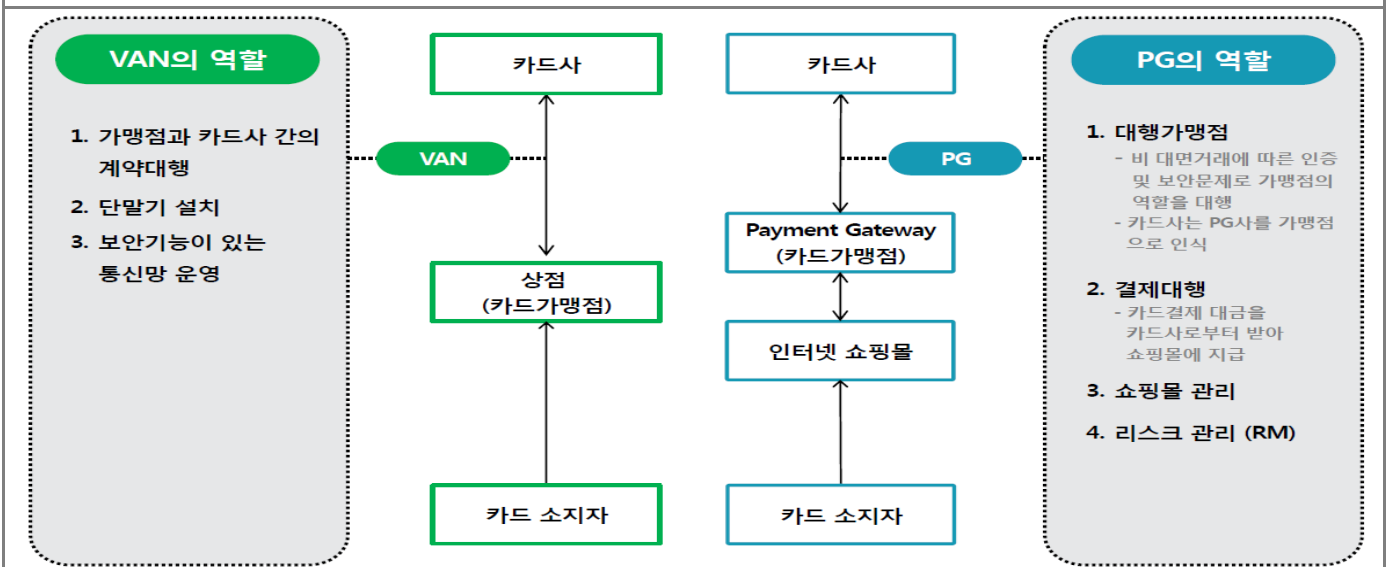 VAN의 역할
1. 가맹점과 카드사 간의
계약대행
2. 단말기 설치
3. 보안기능이 있는
통신망 운영
카드사
VAN
상점
(카드가맹점)
카드 소지자
카드사
PG
Payment Gateway
(카드가맹점)
인터넷 쇼핑몰
카드 소지자
PG의 역할
1. 대행가맹점
- 비 대면거래에 따른 인증
및 보안문제로 가맹점의
역할을 대행
- 카드사는 PG사를 가맹점
으로 인식
2. 결제대행
- 카드결제 대금을
카드사로부터 받아
쇼핑몰에 지급
3. 쇼핑몰 관리
4. 리스크 관리 (RM)